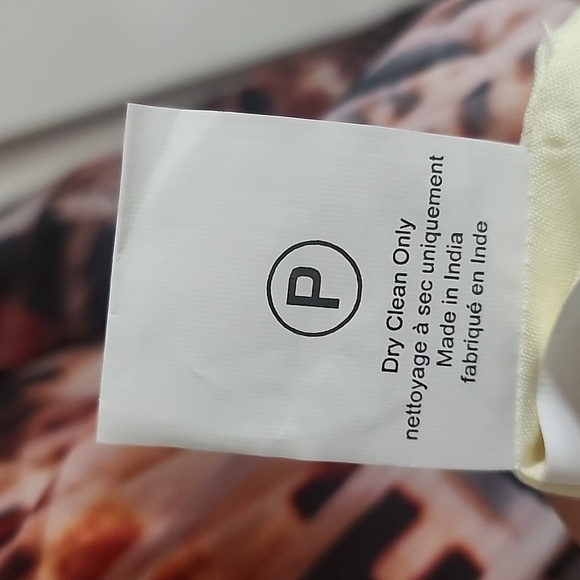 P
Dry Clean Only
nettoyage à sec uniquement
Made in India
fabriqué en Inde